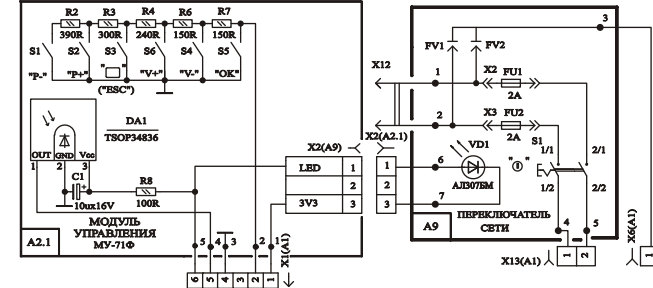 R2 R3 R4 R6 R7
390R 300R 240R 150R 150R
S1 S2 S3 S6 S4 S5
"P-" "P+" "V+" "V-" "OK"
("ESC")
DA1
TSOP34836
OUT GND Vcc
1 2 3
C1 +
10ux16V
R8
100R
МОДУЛЬ
УПРАВЛЕНИЯ
МУ-71Ф
A2.1
X2(A9)
LED 1
2
3V3 3
5 4 3 2 1
6 5 4 3 2 1
X1(A1)
X12
X2(A2.1)
1
2
3
FV1 FV2
3
1 X2 FU1
2A
2 X3 FU2
2A
S1
6 VD1
АЛ307БМ
7
1/1 2/1
1/2 2/2
ПЕРЕКЛЮЧАТЕЛЬ
СЕТИ
A9
4 5
X13(A1) 1 2
X6(A1)
1